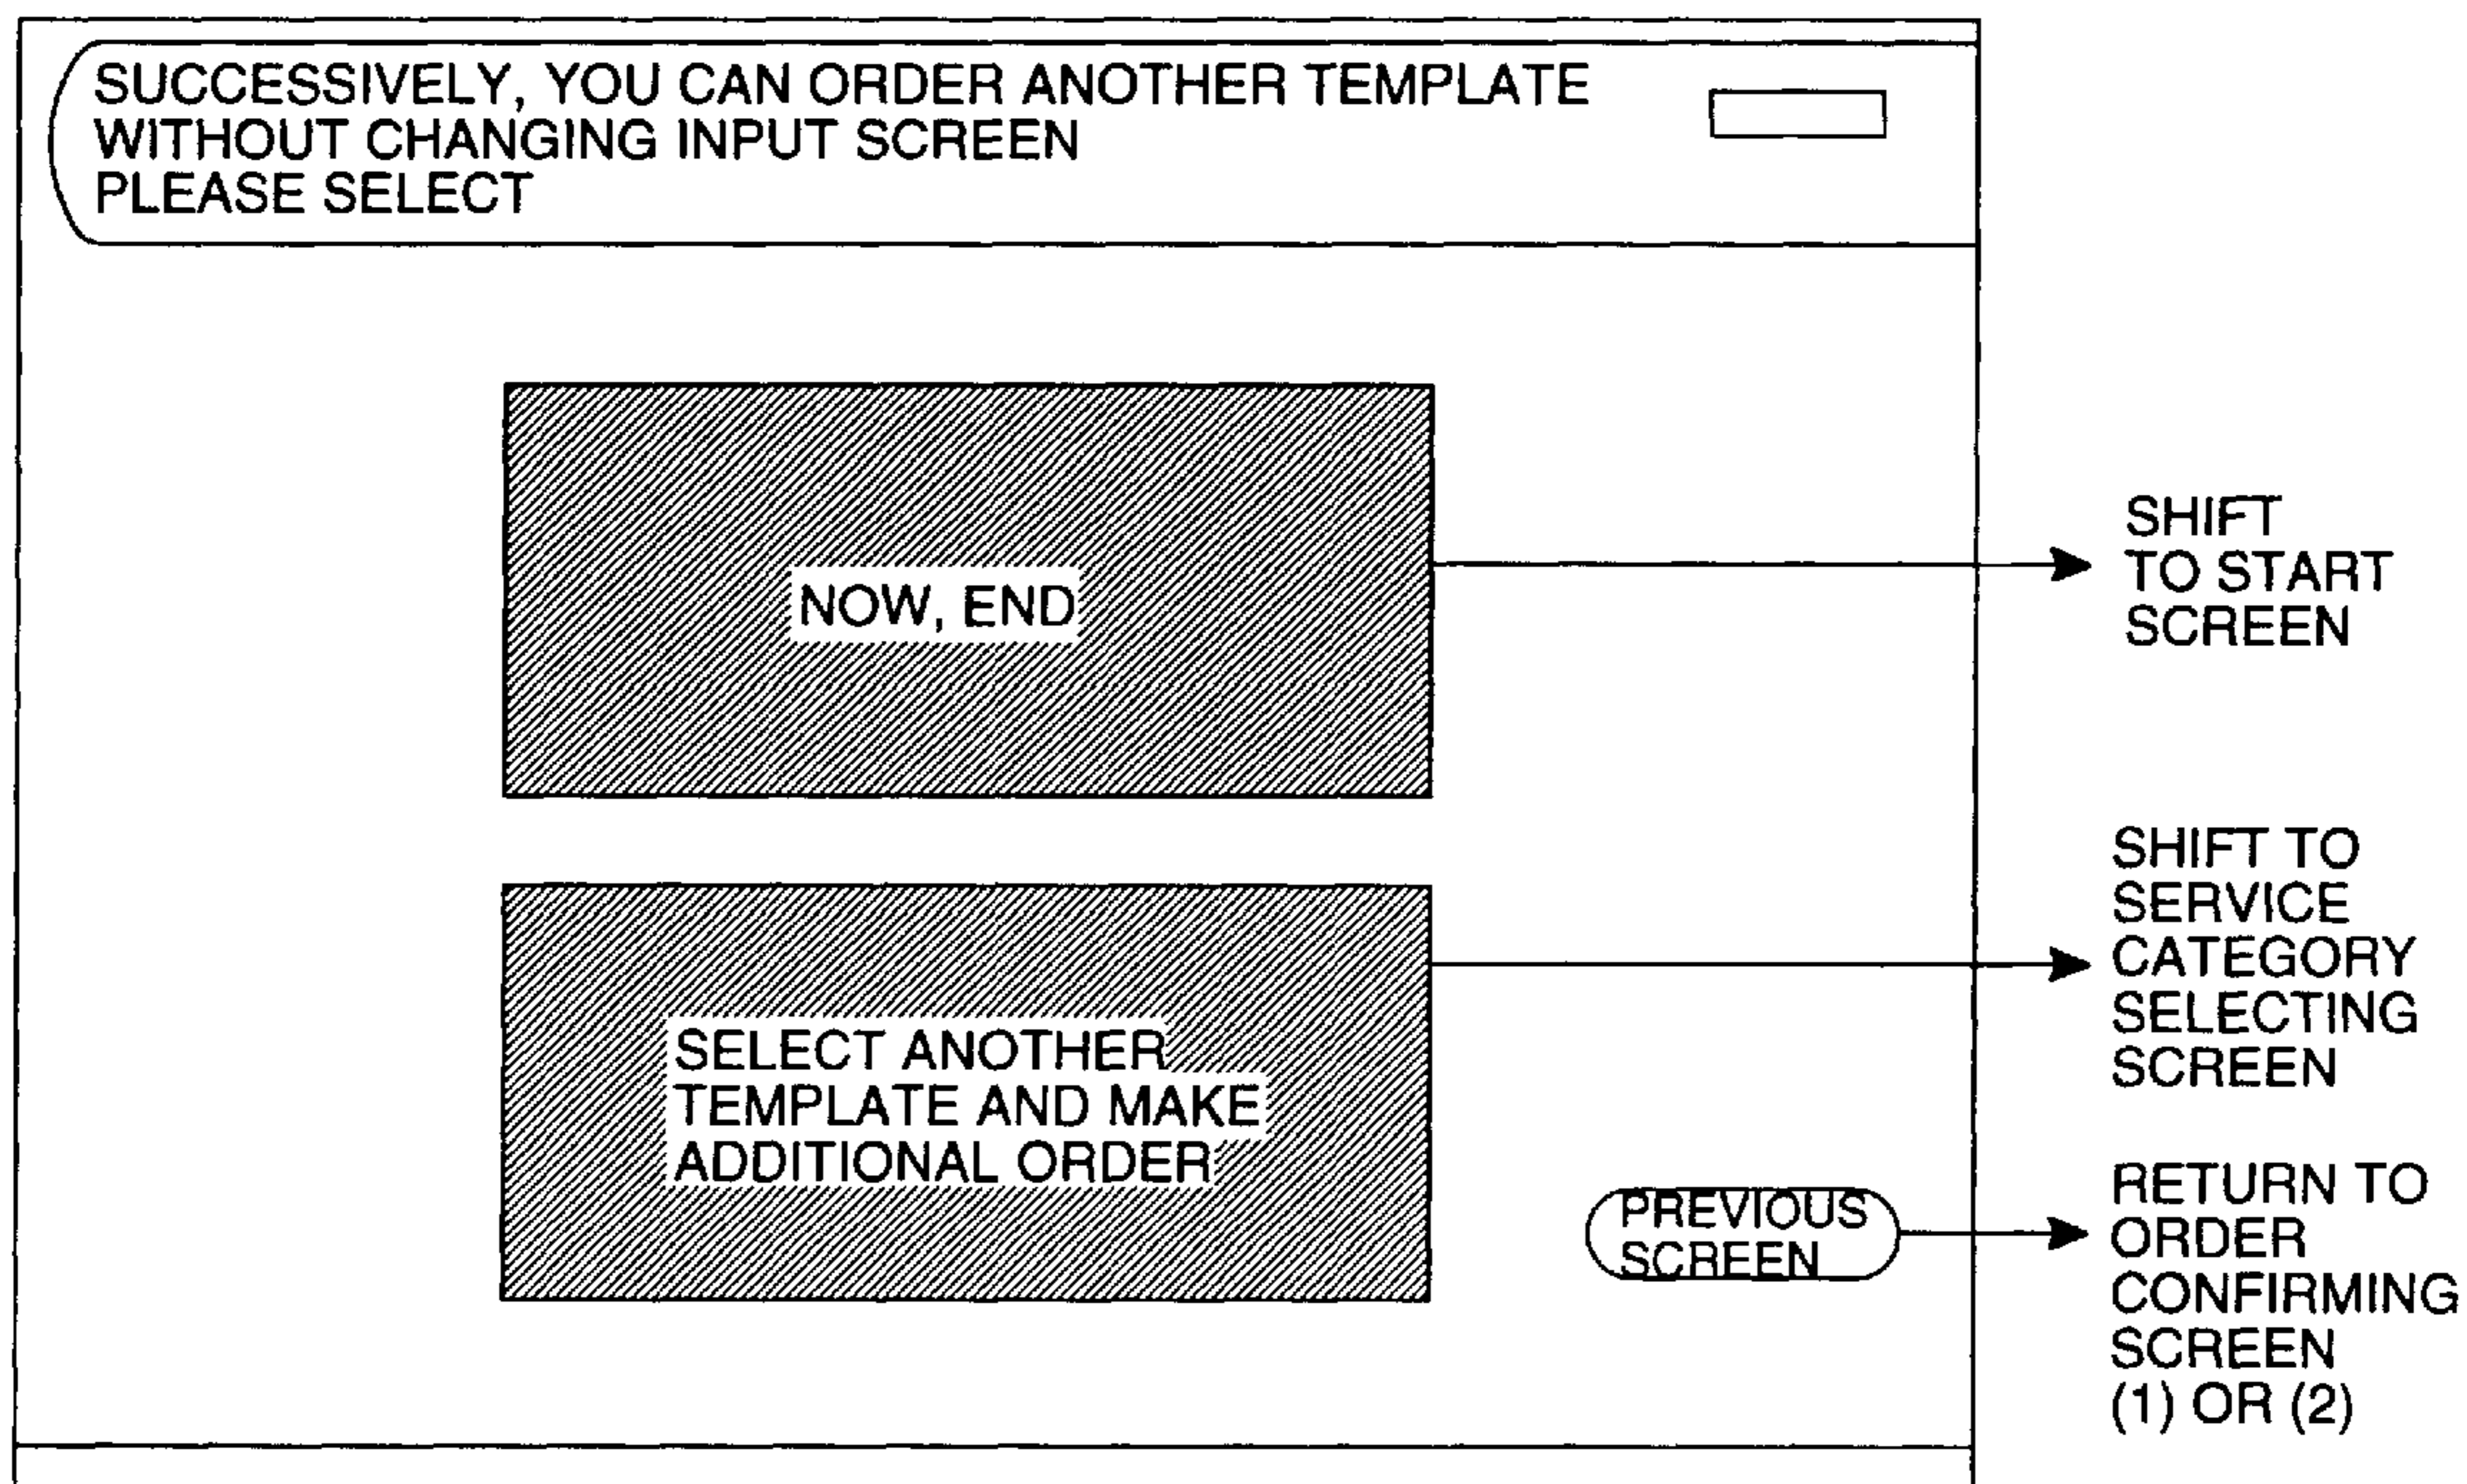 SUCCESSIVELY, YOU CAN ORDER ANOTHER TEMPLATE
WITHOUT CHANGING INPUT SCREEN
PLEASE SELECT
NOW, END
SHIFT
TO START
SCREEN
SELECT ANOTHER
TEMPLATE AND MAKE
ADDITIONAL ORDER
SHIFT TO
SERVICE
CATEGORY
SELECTING
SCREEN
PREVIOUS
SCREEN
RETURN TO
ORDER
CONFIRMING
SCREEN
(1) OR (2)